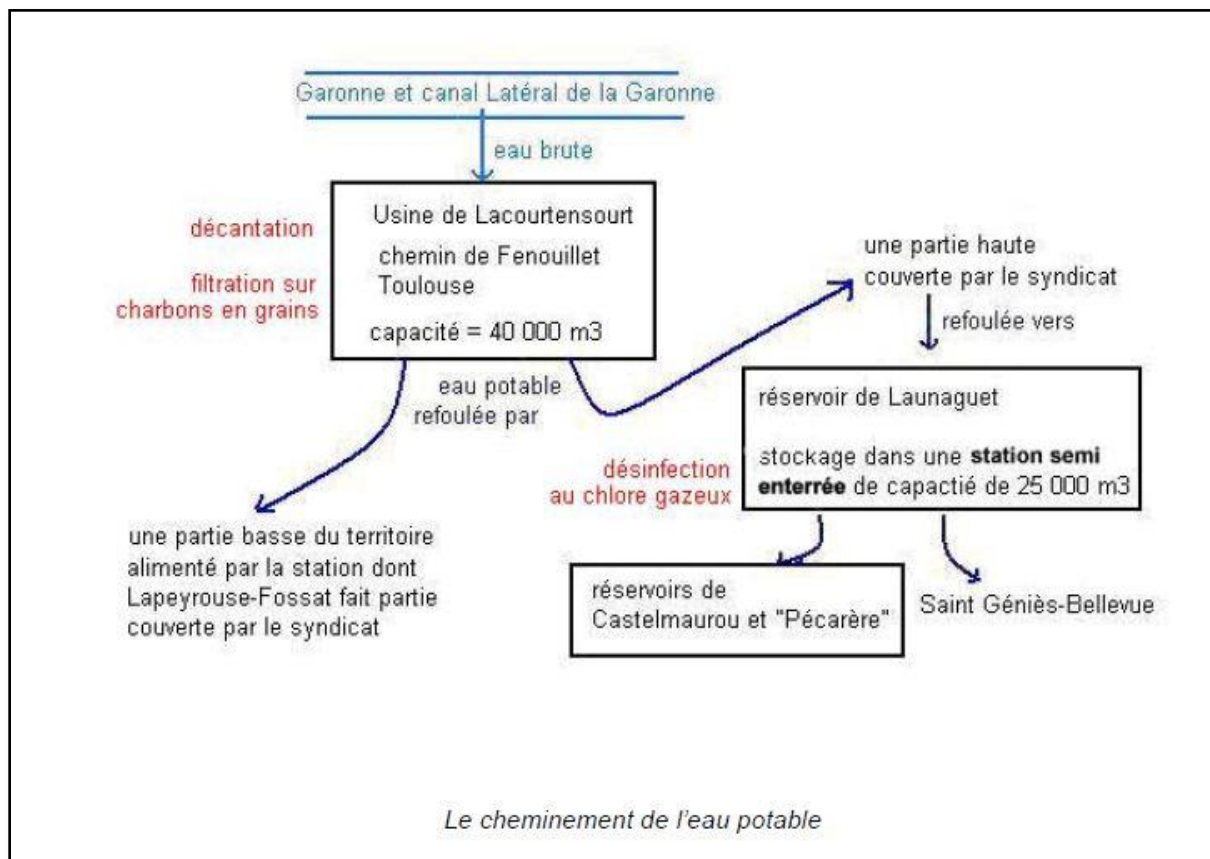 Garonne et canal Latéral de la Garonne
eau brute
décantation
filtration sur
charbons en grains
Usine de Lacourtensourt
chemin de Fenouillet
Toulouse
capacité = 40 000 m3
eau potable
refoulée par
une partie basse du territoire
alimenté par la station dont
Lapeyrouse-Fossat fait partie
couverte par le syndicat
une partie haute
couverte par le syndicat
refoulée vers
réservoir de Launaguet
stockage dans une station semi
enterrée de capactié de 25 000 m3
désinfection
au chlore gazeux
réservoirs de
Castelmaurou et "Pécarère"
Saint Géniès-Bellevue
Le cheminement de l'eau potable